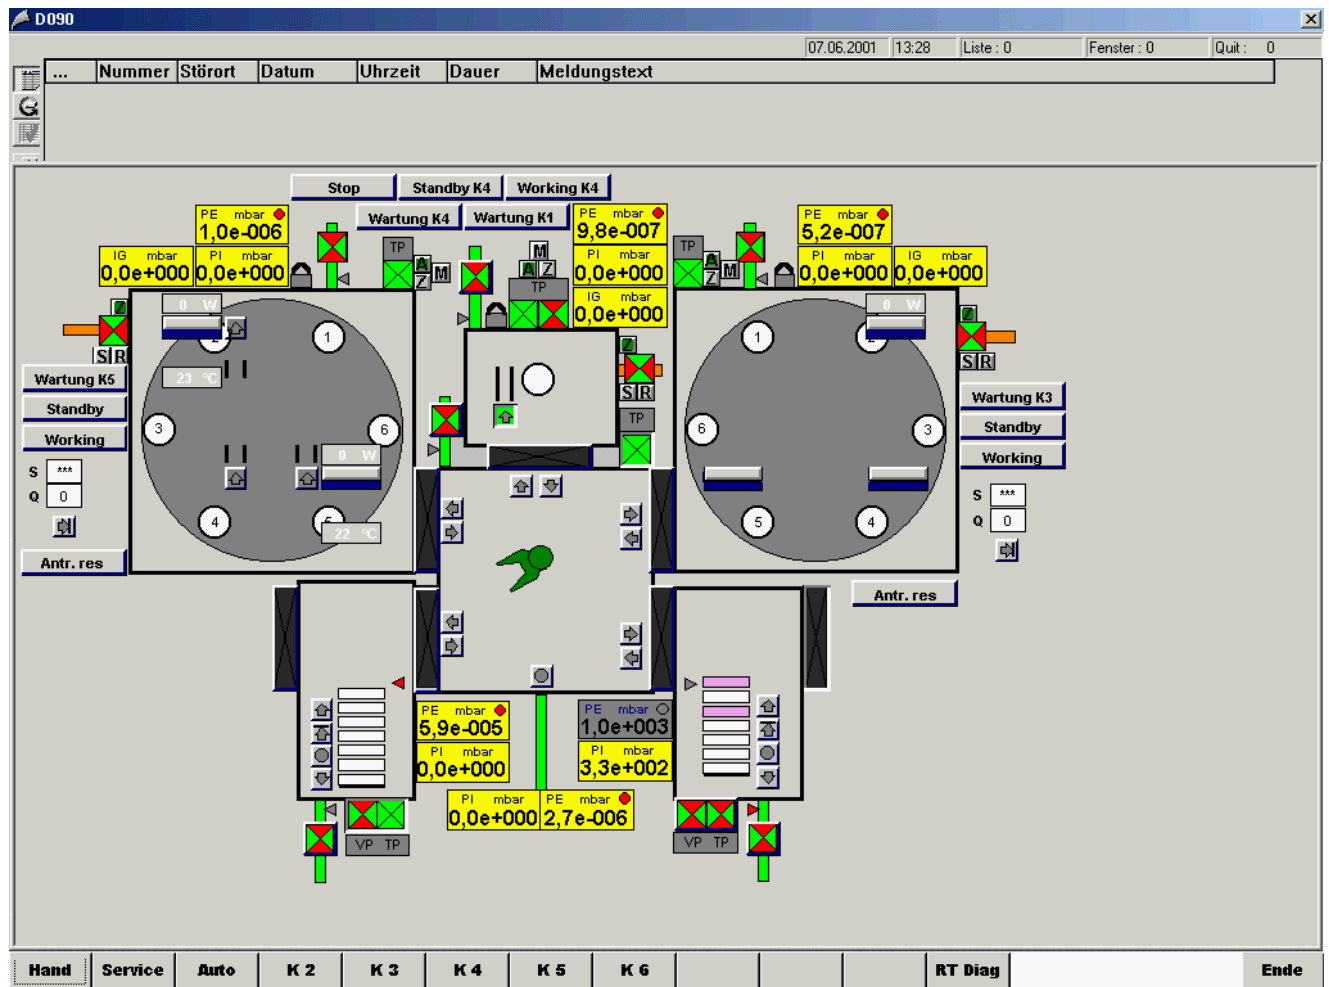 D090
07.06.2001 13:28 Liste : 0 Fenster : 0 Quit : 0
... Nummer Störort Datum Uhrzeit Dauer Meldungstext
Stop Standby K4 Working K4
Wartung K4 Wartung K1
PE mbar
1,0e-006
PE mbar
9,8e-007
PE mbar
5,2e-007
IG mbar
0,0e+000
PI mbar
0,0e+000
TP
A
Z M
M
A Z
TP
PI mbar
0,0e+000
IG mbar
0,0e+000
TP
A
Z M
PI mbar
0,0e+000
IG mbar
0,0e+000
Z
S R
0 W
2 1
23 °C
3 6
0 W
4
22 °C
Z
S R
TP
0 W
1 2
6 3
5 4
Z
S R
Wartung K5
Standby
Working
S ***
Q 0
Antr. res
Wartung K3
Standby
Working
S ***
Q 0
Antr. res
PE mbar
5,9e-005
PI mbar
0,0e+000
PE mbar
1,0e+003
PI mbar
3,3e+002
PI mbar
0,0e+000
PE mbar
2,7e-006
VP TP
VP TP
Hand Service Auto K 2 K 3 K 4 K 5 K 6 RT Diag Ende